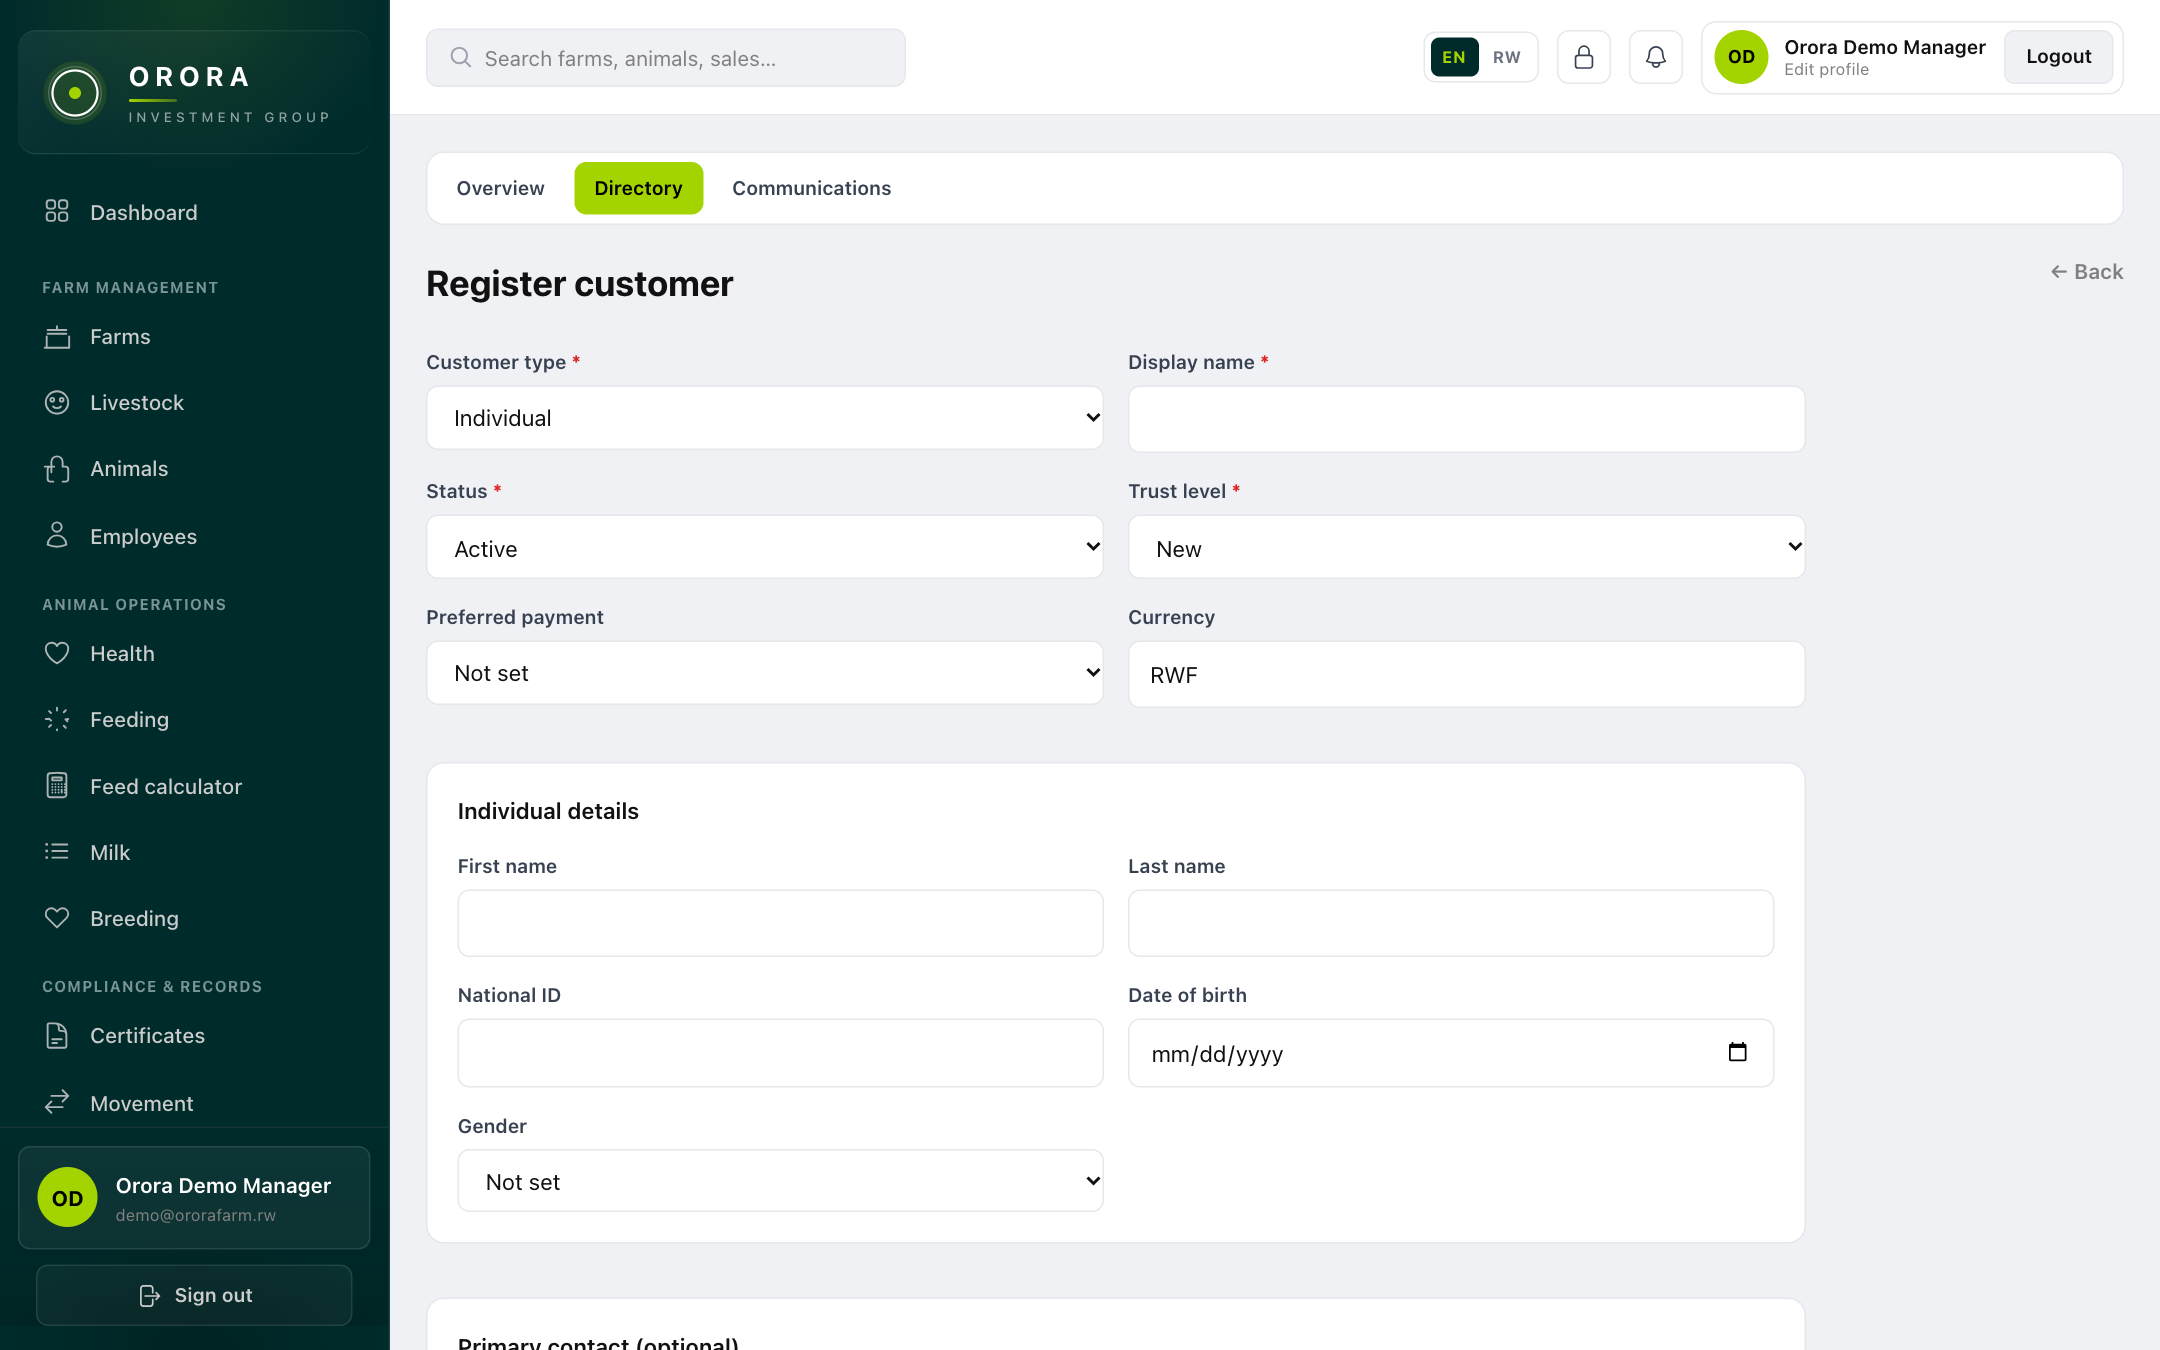 ORORA
INVESTMENT GROUP
Dashboard
FARM MANAGEMENT
Farms
Livestock
Animals
Employees
ANIMAL OPERATIONS
Health
Feeding
Feed calculator
Milk
Breeding
COMPLIANCE & RECORDS
Certificates
Movement
OD
Orora Demo Manager
demo@ororafarm.rw
Sign out
Search farms, animals, sales...
EN RW
OD
Orora Demo Manager
Edit profile
Logout
Overview Directory Communications
Register customer
← Back
Customer type * Display name *
Individual
Status * Trust level *
Active New
Preferred payment Currency
Not set RWF
Individual details
First name Last name
National ID Date of birth
mm/dd/yyyy
Gender
Not set
Primary contact (optional)